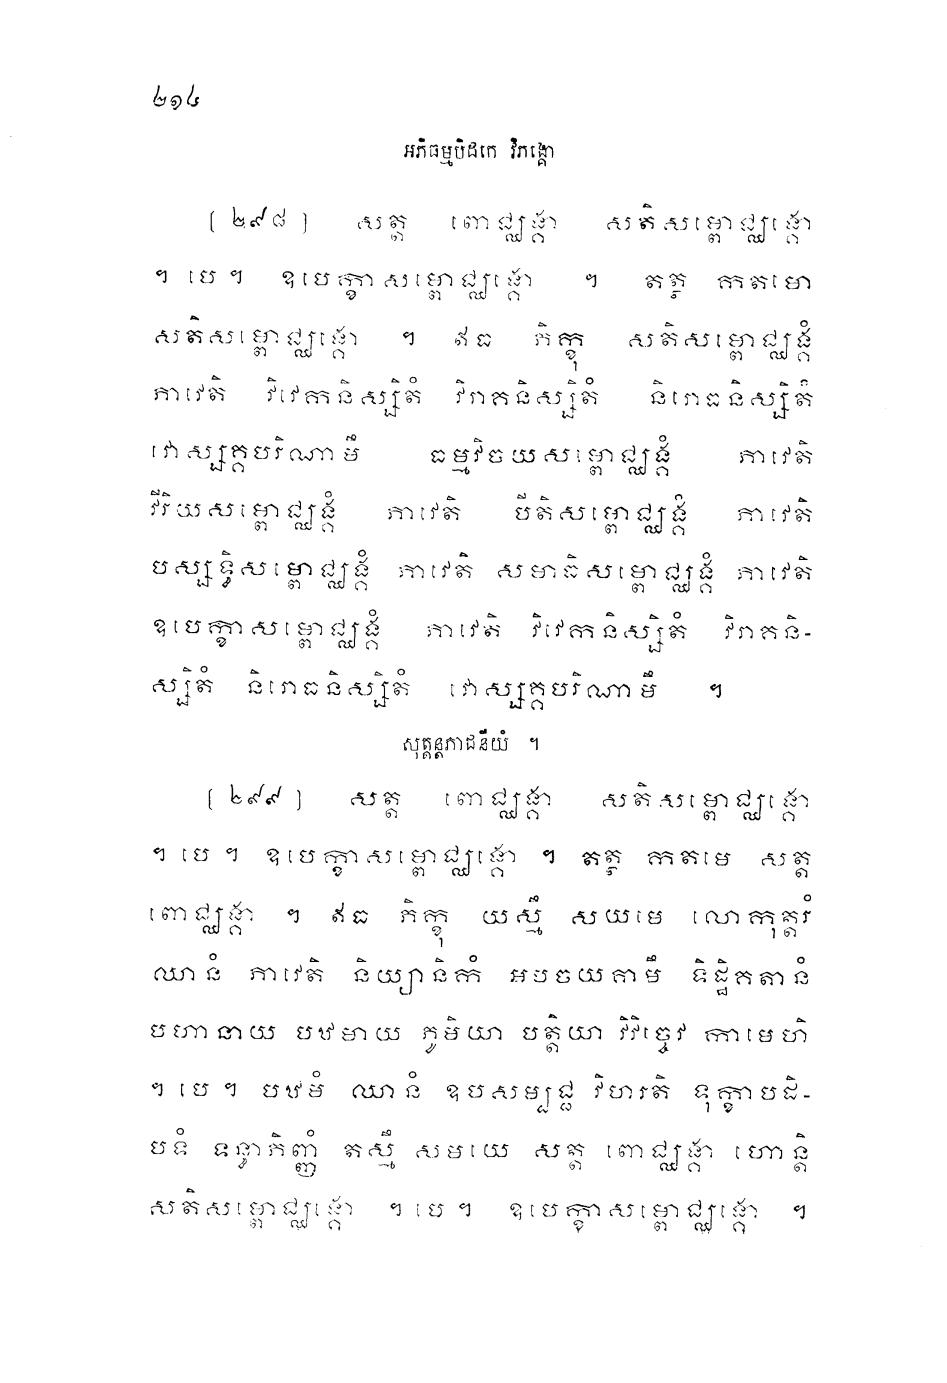 ២១៤
អភិធម្មបិដកេ វិភង្គោ
[ ២៩៨ ] សត្ត ពោជ្ឈង្គា សតិសម្ពោជ្ឈង្គោ
។ បេ ។ ឧបេក្ខាសម្ពោជ្ឈង្គោ ។ តត្ថ កតមោ
សតិសម្ពោជ្ឈង្គោ ។ ឥធ ភិក្ខុ សតិសម្ពោជ្ឈង្គំ
ភាវេតិ វិវេកនិស្សិតំ វិរាគនិស្សិតំ និរោធនិស្សិតំ
វោស្សគ្គបរិណាមឹ ធម្មវិចយសម្ពោជ្ឈង្គំ ភាវេតិ
វីរិយសម្ពោជ្ឈង្គំ ភាវេតិ បីតិសម្ពោជ្ឈង្គំ ភាវេតិ
បស្សទ្ធិសម្ពោជ្ឈង្គំ ភាវេតិ សមាធិសម្ពោជ្ឈង្គំ ភាវេតិ
ឧបេក្ខាសម្ពោជ្ឈង្គំ ភាវេតិ វិវេកនិស្សិតំ វិរាគនិ-
ស្សិតំ និរោធនិស្សិតំ វោស្សគ្គបរិណាមឹ ។
សុត្តន្តភាជនីយំ ។
[ ២៩៩ ] សត្ត ពោជ្ឈង្គា សតិសម្ពោជ្ឈង្គោ
។ បេ ។ ឧបេក្ខាសម្ពោជ្ឈង្គោ ។ តត្ថ កតមេ សត្ត
ពោជ្ឈង្គា ។ ឥធ ភិក្ខុ យស្មឹ សយមេ លោកុត្តរំ
ឈានំ ភាវេតិ និយ្យានិកំ អបចយគាមឹ ទិដ្ឋិគតានំ
បហានាយ បឋមាយ ភូមិយា បត្តិយា វិវិច្ចេវ កាមេហិ
។ បេ ។ បឋមំ ឈានំ ឧបសម្បជ្ជ វិហរតិ ទុក្ខាបដិ-
បទំ ទន្ធាភិញ្ញំ តស្មឹ សមយេ សត្ត ពោជ្ឈង្គា ហោន្តិ
សតិសម្ពោជ្ឈង្គោ ។ បេ ។ ឧបេក្ខាសម្ពោជ្ឈង្គោ ។